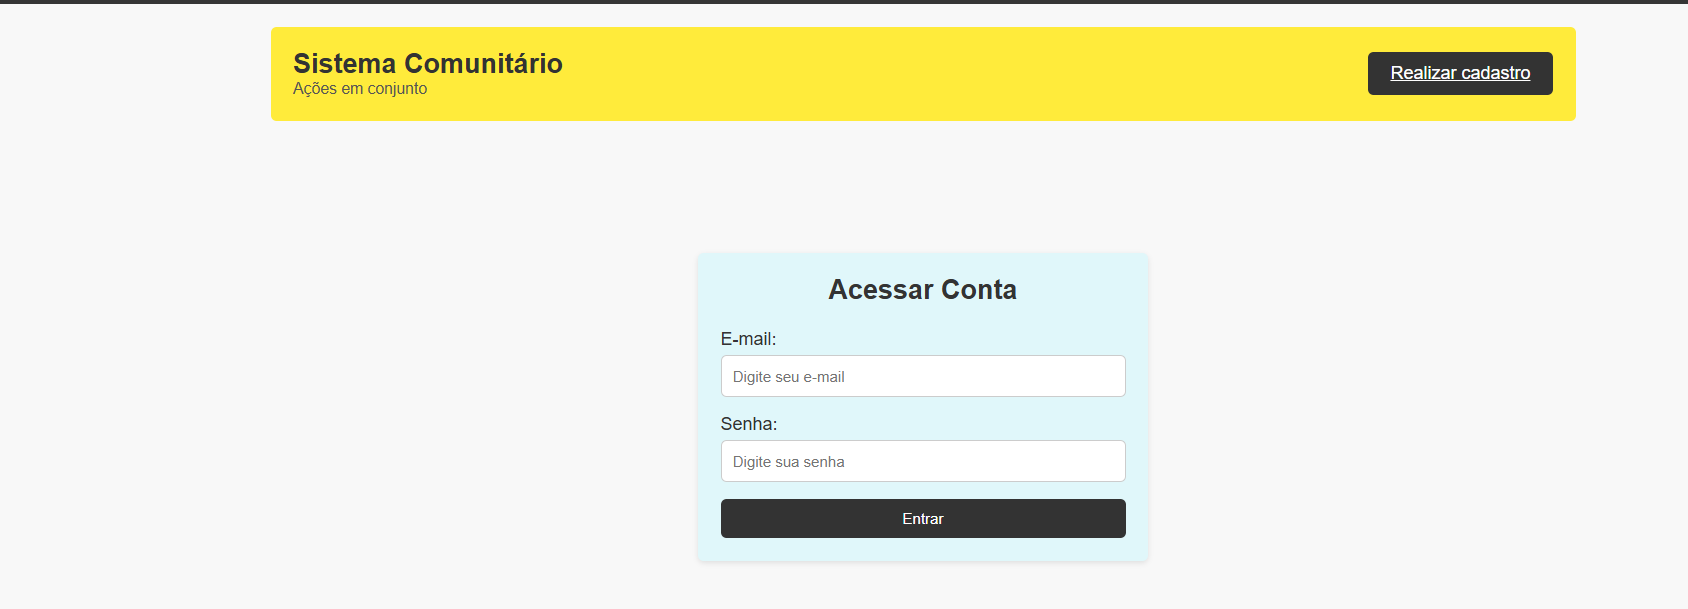 Sistema Comunitário
Ações em conjunto
Realizar cadastro
Acessar Conta
E-mail:
Digite seu e-mail
Senha:
Digite sua senha
Entrar